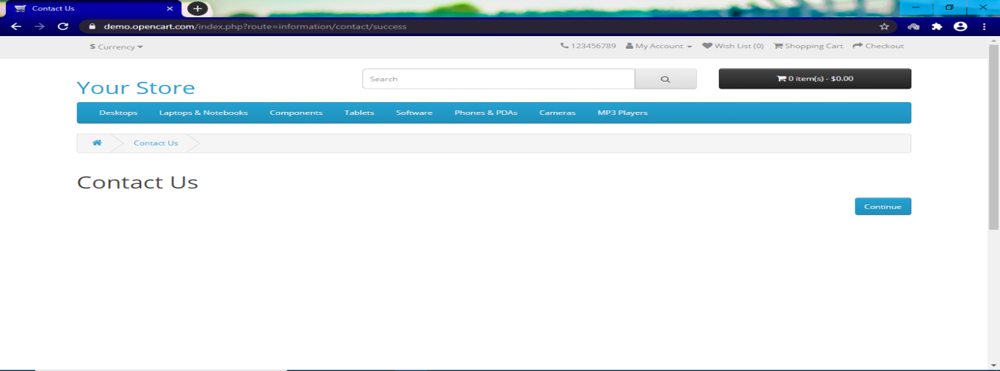 Contact Us
demo.opencart.com/index.php?route=information/contact/success
$ Currency 123456789 My Account Wish List (0) Shopping Cart Checkout
Your Store Search 0 item(s) - $0.00
Desktops Laptops & Notebooks Components Tablets Software Phones & PDAs Cameras MP3 Players
Contact Us
Contact Us
Continue